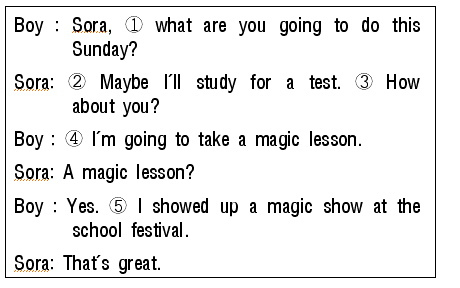 Boy : Sora, ① what are you going to do this
Sunday?
Sora: ② Maybe I´ll study for a test. ③ How
about you?
Boy : ④ I´m going to take a magic lesson.
Sora: A magic lesson?
Boy : Yes. ⑤ I showed up a magic show at the
school festival.
Sora: That´s great.